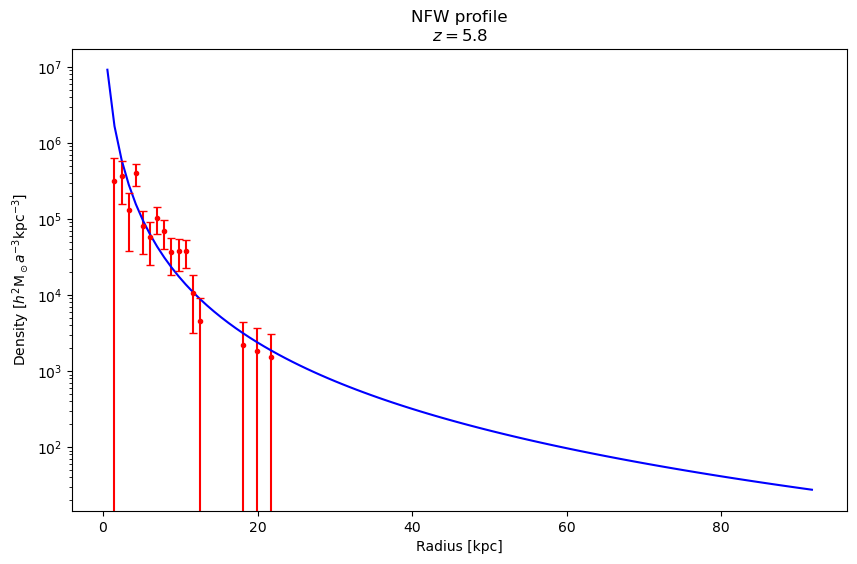 NFW profile
z = 5.8
Density [h²M⊙a⁻³kpc⁻³]
10⁷
10⁶
10⁵
10⁴
10³
10²
0 20 40 60 80
Radius [kpc]